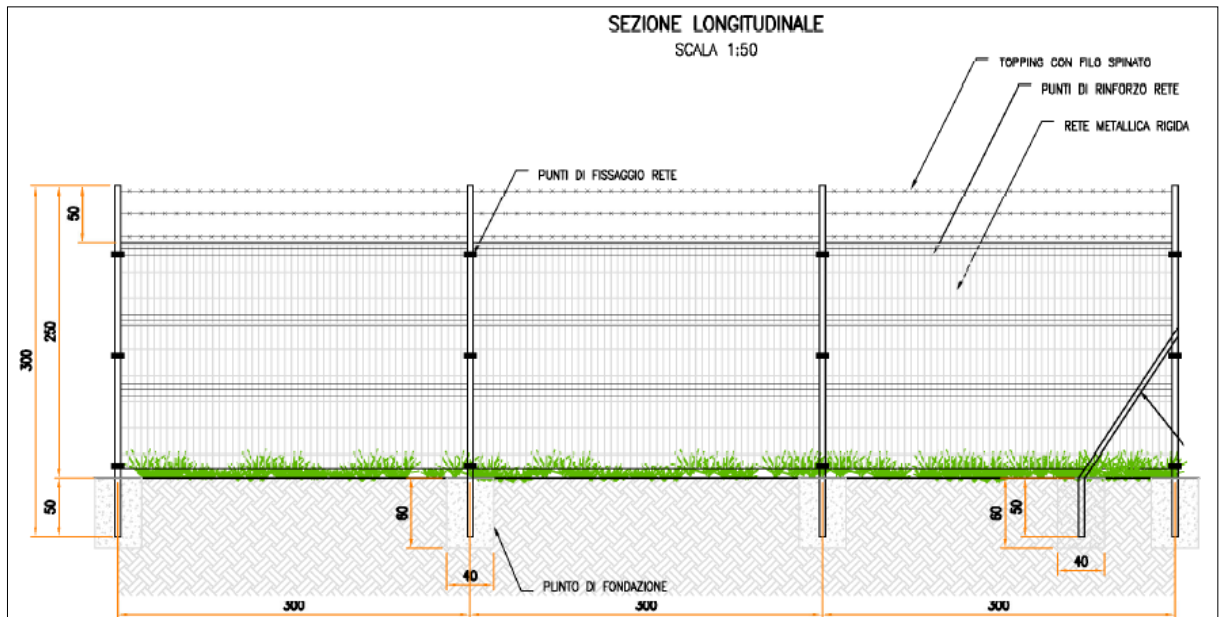 SEZIONE LONGITUDINALE
SCALA 1:50
TOPPING CON FILO SPINATO
PUNTI DI RINFORZO RETE
RETE METALLICA RIGIDA
PUNTI DI FISSAGGIO RETE
50
250
300
50
60
40
60
50
40
PUNTO DI FONDAZIONE
300
300
300